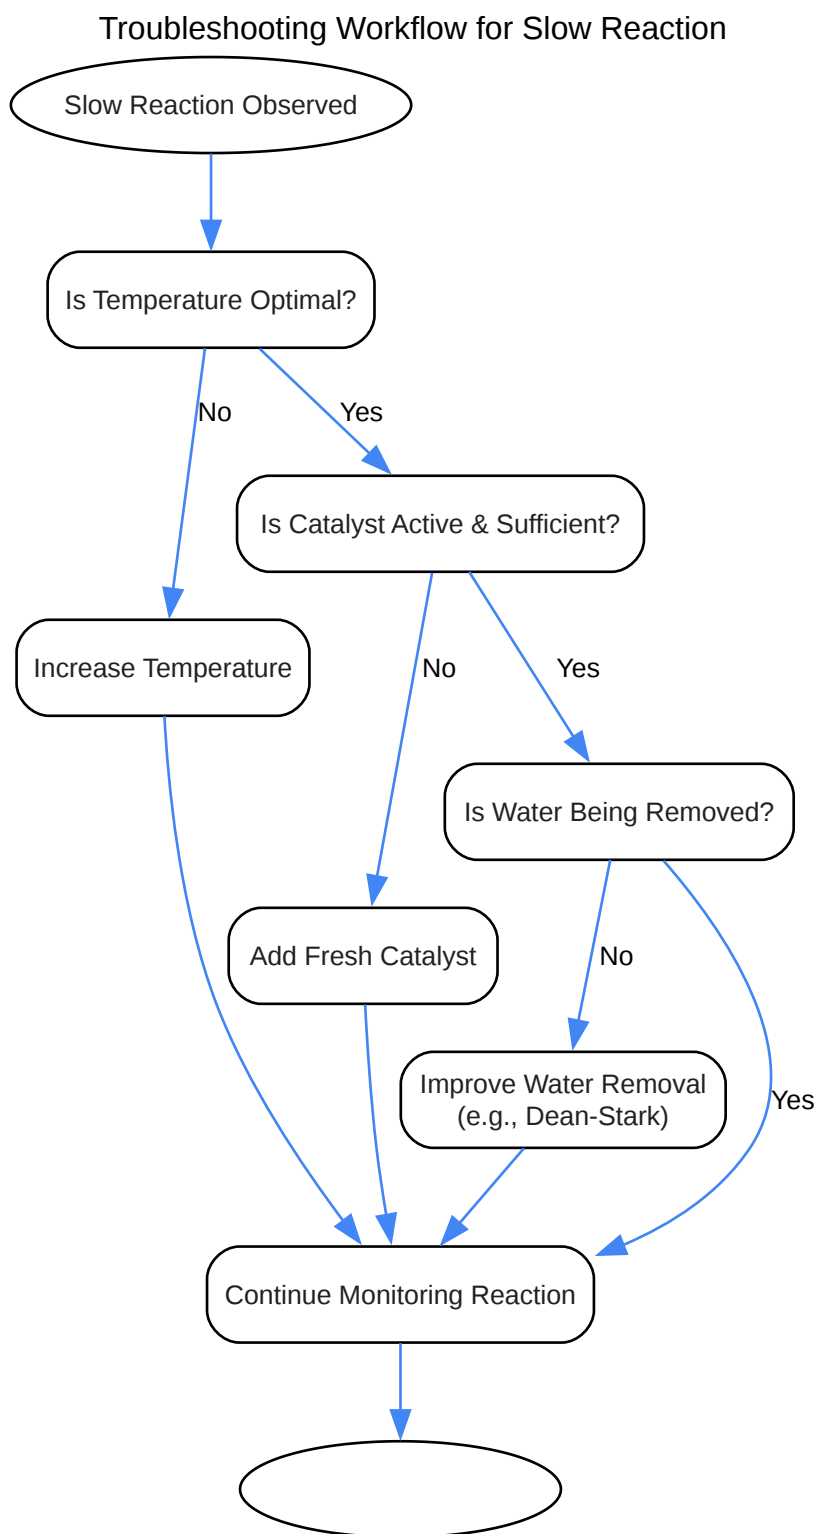 Troubleshooting Workflow for Slow Reaction
Slow Reaction Observed
Is Temperature Optimal?
No
Yes
Is Catalyst Active & Sufficient?
Increase Temperature
No
Yes
Is Water Being Removed?
Add Fresh Catalyst
No
Improve Water Removal
(e.g., Dean-Stark)
Yes
Continue Monitoring Reaction